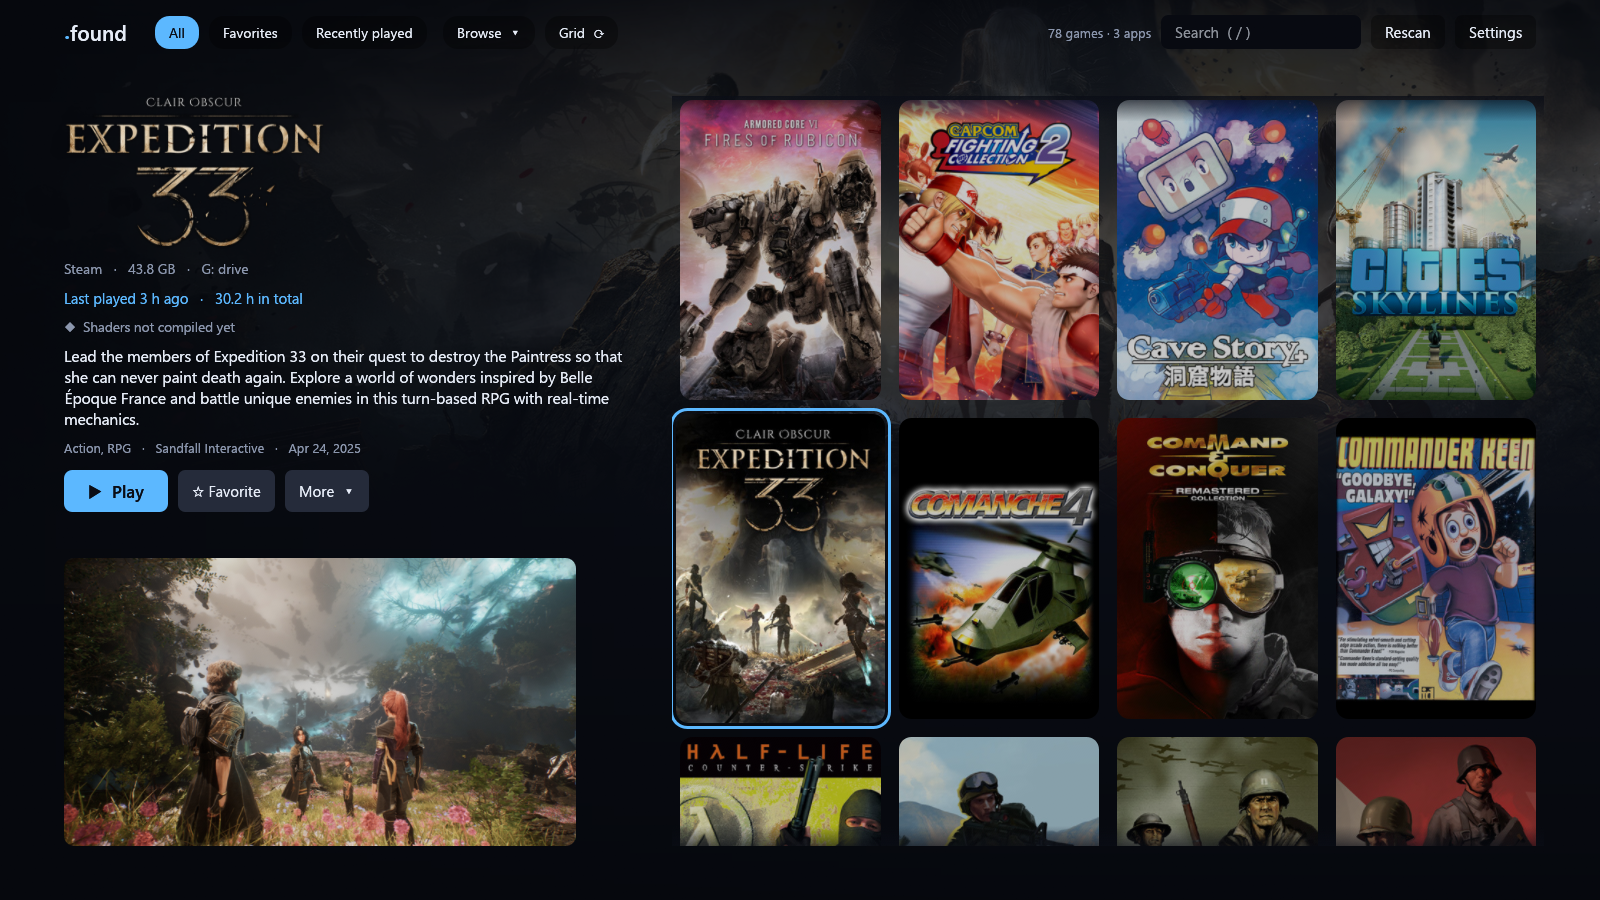 .found
All
Favorites
Recently played
Browse ▾
Grid ⟳
78 games · 3 apps
Search ( / )
Rescan
Settings
CLAIR OBSCUR
EXPEDITION
33
Steam · 43.8 GB · G: drive
Last played 3 h ago · 30.2 h in total
◆ Shaders not compiled yet
Lead the members of Expedition 33 on their quest to destroy the Paintress so that
she can never paint death again. Explore a world of wonders inspired by Belle
Époque France and battle unique enemies in this turn-based RPG with real-time
mechanics.
Action, RPG · Sandfall Interactive · Apr 24, 2025
▶ Play
☆ Favorite
More ▾
ARMORED CORE VI
FIRES OF RUBICON
CAPCOM
FIGHTING
COLLECTION 2
Cave Story+
洞窟物語
CITIES
SKYLINES
CLAIR OBSCUR
EXPEDITION
33
COMANCHE 4
COMMAND
&
CONQUER
REMASTERED
COLLECTION
COMMANDER KEEN
"GOODBYE,
GALAXY!"
HALF-LIFE
COUNTER-STRIKE